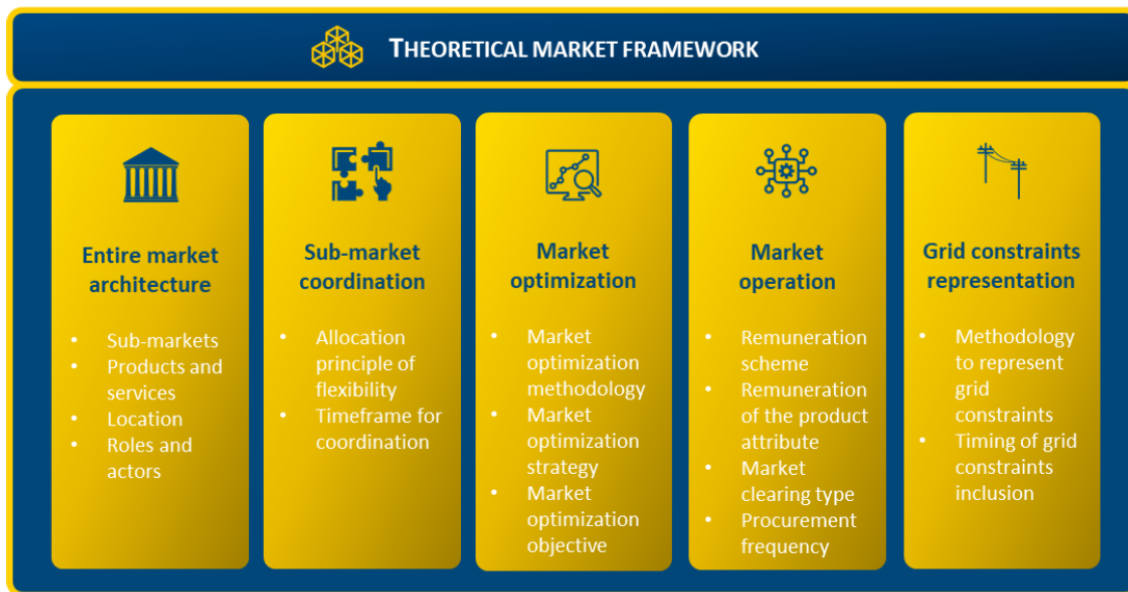 THEORETICAL MARKET FRAMEWORK
Entire market
architecture
• Sub-markets
• Products and
services
• Location
• Roles and
actors
Sub-market
coordination
• Allocation
principle of
flexibility
• Timeframe for
coordination
Market
optimization
• Market
optimization
methodology
• Market
optimization
strategy
• Market
optimization
objective
Market
operation
• Remuneration
scheme
• Remuneration
of the product
attribute
• Market
clearing type
• Procurement
frequency
Grid constraints
representation
• Methodology
to represent
grid
constraints
• Timing of grid
constraints
inclusion